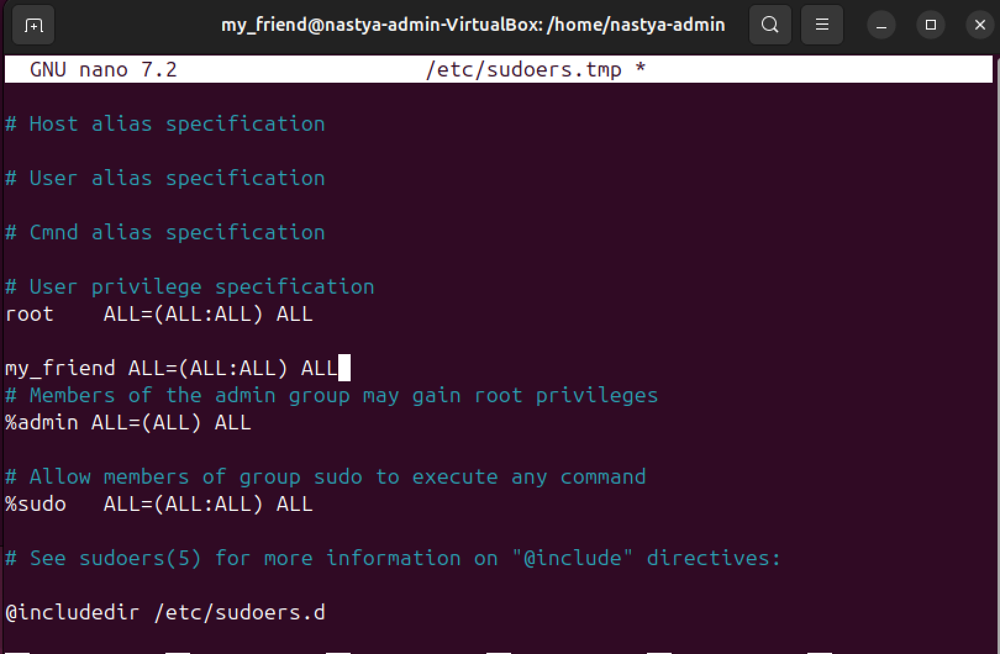 my_friend@nastya-admin-VirtualBox: /home/nastya-admin
GNU nano 7.2 /etc/sudoers.tmp *
# Host alias specification
# User alias specification
# Cmnd alias specification
# User privilege specification
root    ALL=(ALL:ALL) ALL
my_friend ALL=(ALL:ALL) ALL
# Members of the admin group may gain root privileges
%admin ALL=(ALL) ALL
# Allow members of group sudo to execute any command
%sudo   ALL=(ALL:ALL) ALL
# See sudoers(5) for more information on "@include" directives:
@includedir /etc/sudoers.d